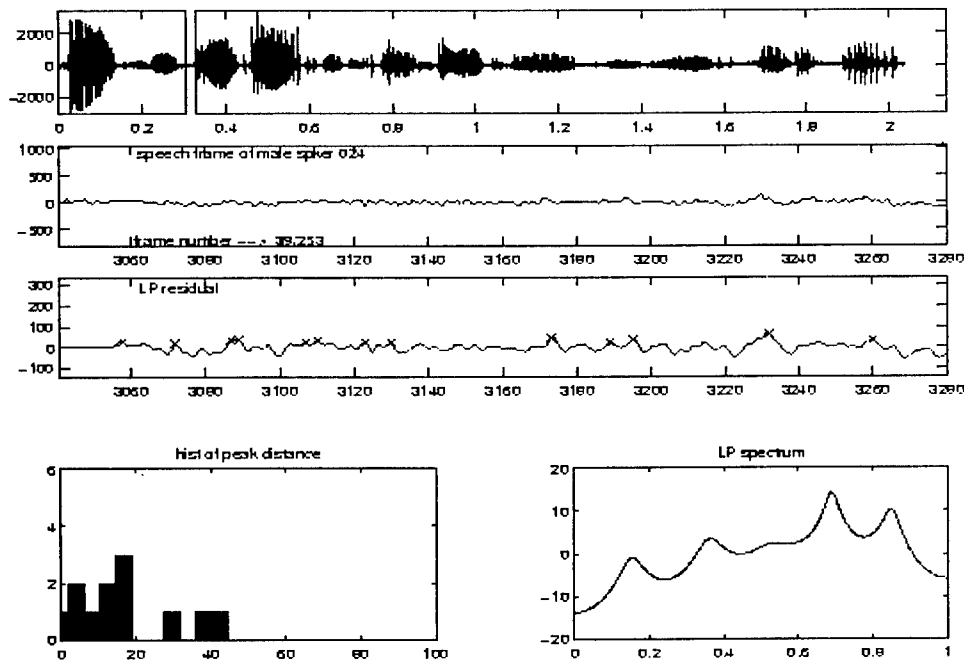 2000
0
-2000
0 0.2 0.4 0.6 0.8 1 1.2 1.4 1.6 1.8 2
1000
speech frame of male spker 024
500
0
-500
frame number --->
3060 3080 3100 3120 3140 3160 3180 3200 3220 3240 3260 3280
300
LP residual
200
100
0
-100
3060 3080 3100 3120 3140 3160 3180 3200 3220 3240 3260 3280
hist of peak distance
6
4
2
0
0 20 40 60 80 100
LP spectrum
20
10
0
-10
-20
0 0.2 0.4 0.6 0.8 1